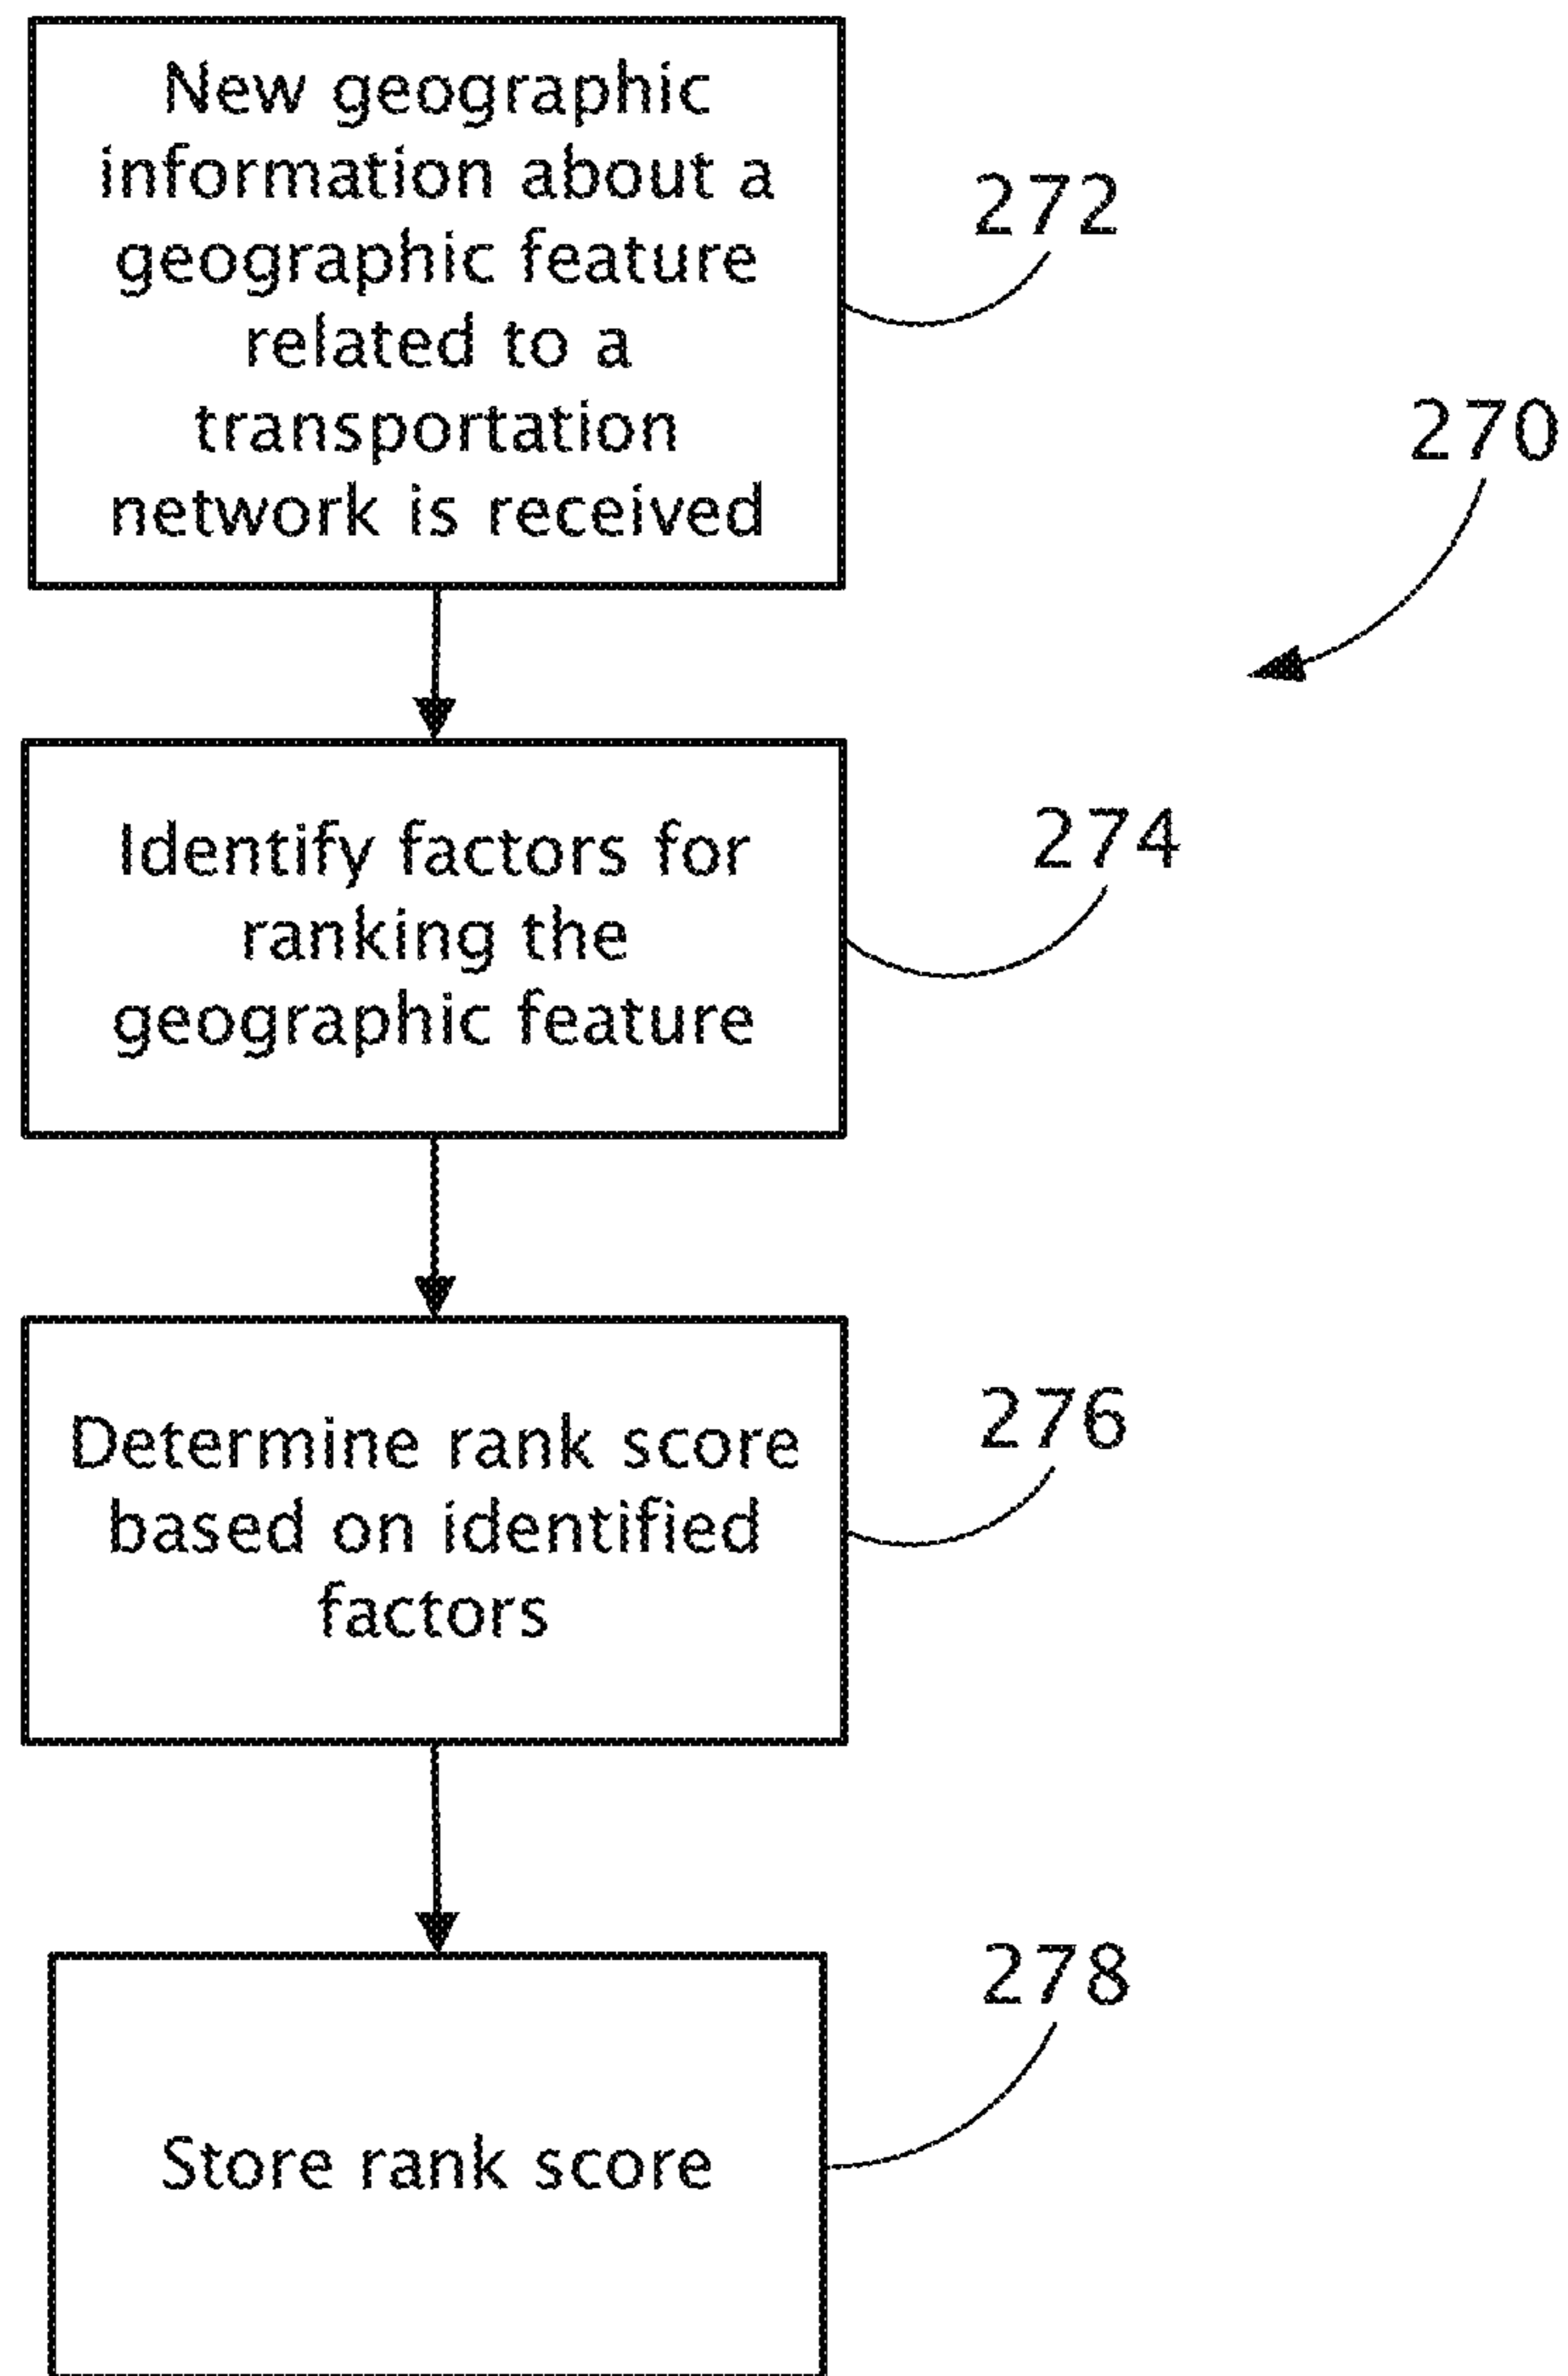 New geographic
information about a
geographic feature
related to a
transportation
network is received
272
270
Identify factors for
ranking the
geographic feature
274
Determine rank score
based on identified
factors
276
Store rank score
278